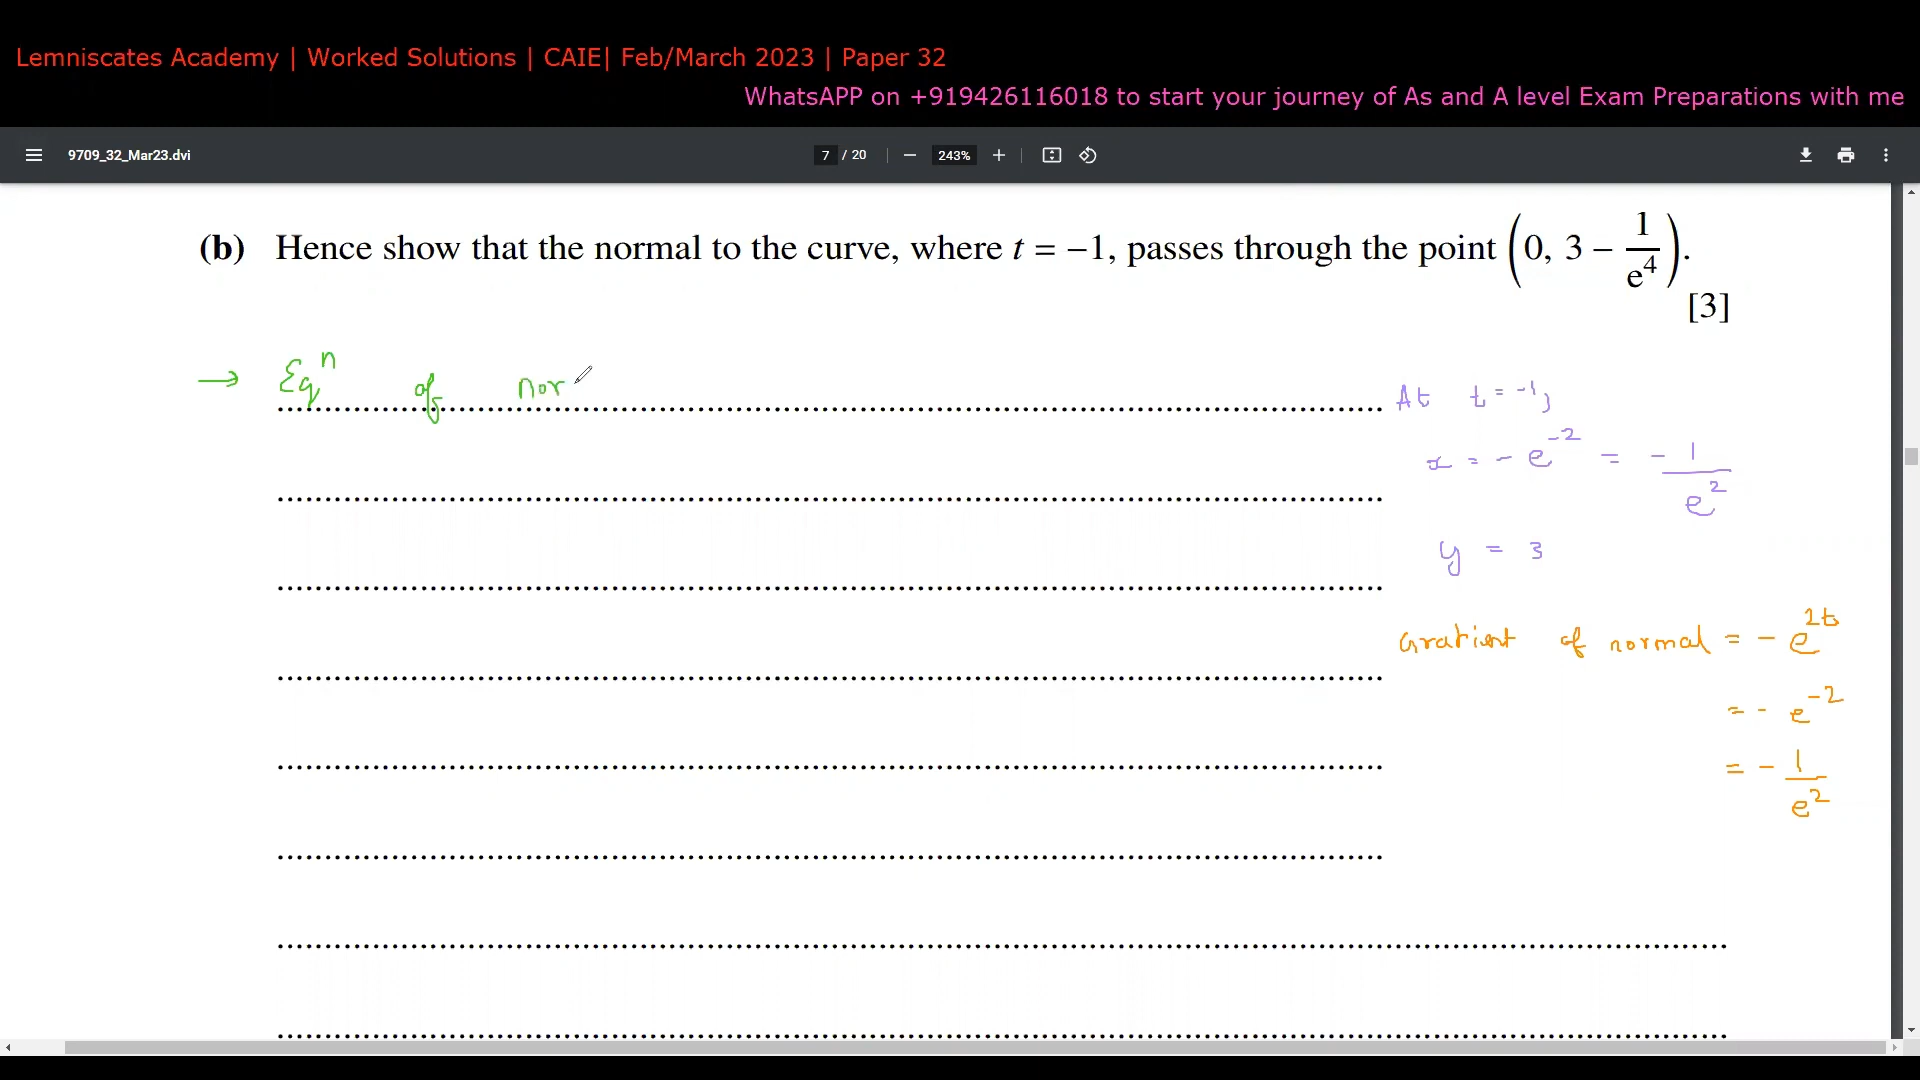 Lemniscates Academy | Worked Solutions | CAIE| Feb/March 2023 | Paper 32
WhatsAPP on +919426116018 to start your journey of As and A level Exam Preparations with me
9709_32_Mar23.dvi
7 / 20
243%
(b) Hence show that the normal to the curve, where t = −1, passes through the point (0, 3 − 1/e⁴).
[3]
→ Eqⁿ of nor
At t = -1,
x = - e⁻² = - 1/e²
y = 3
Gradient of normal = - e²ᵗ
= - e⁻²
= - 1/e²